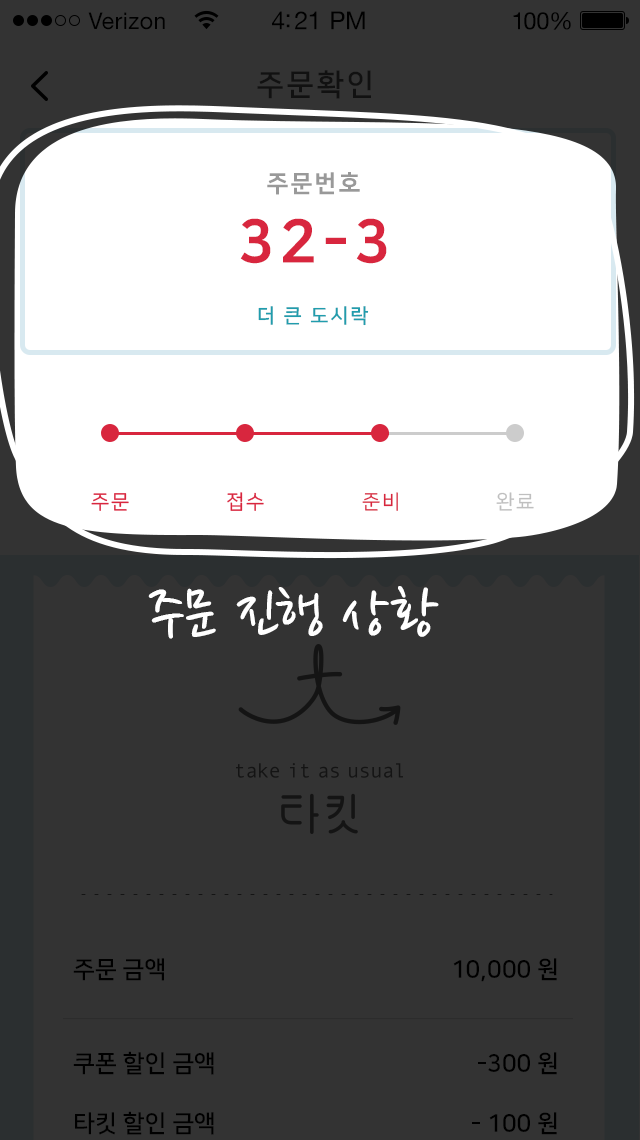 Verizon 4:21 PM 100%
주문확인
주문번호
32-3
더 큰 도시락
주문 접수 준비 완료
주문 진행 상황
take it as usual
타킷
주문 금액 10,000 원
쿠폰 할인 금액 -300 원
타킷 할인 금액 - 100 원